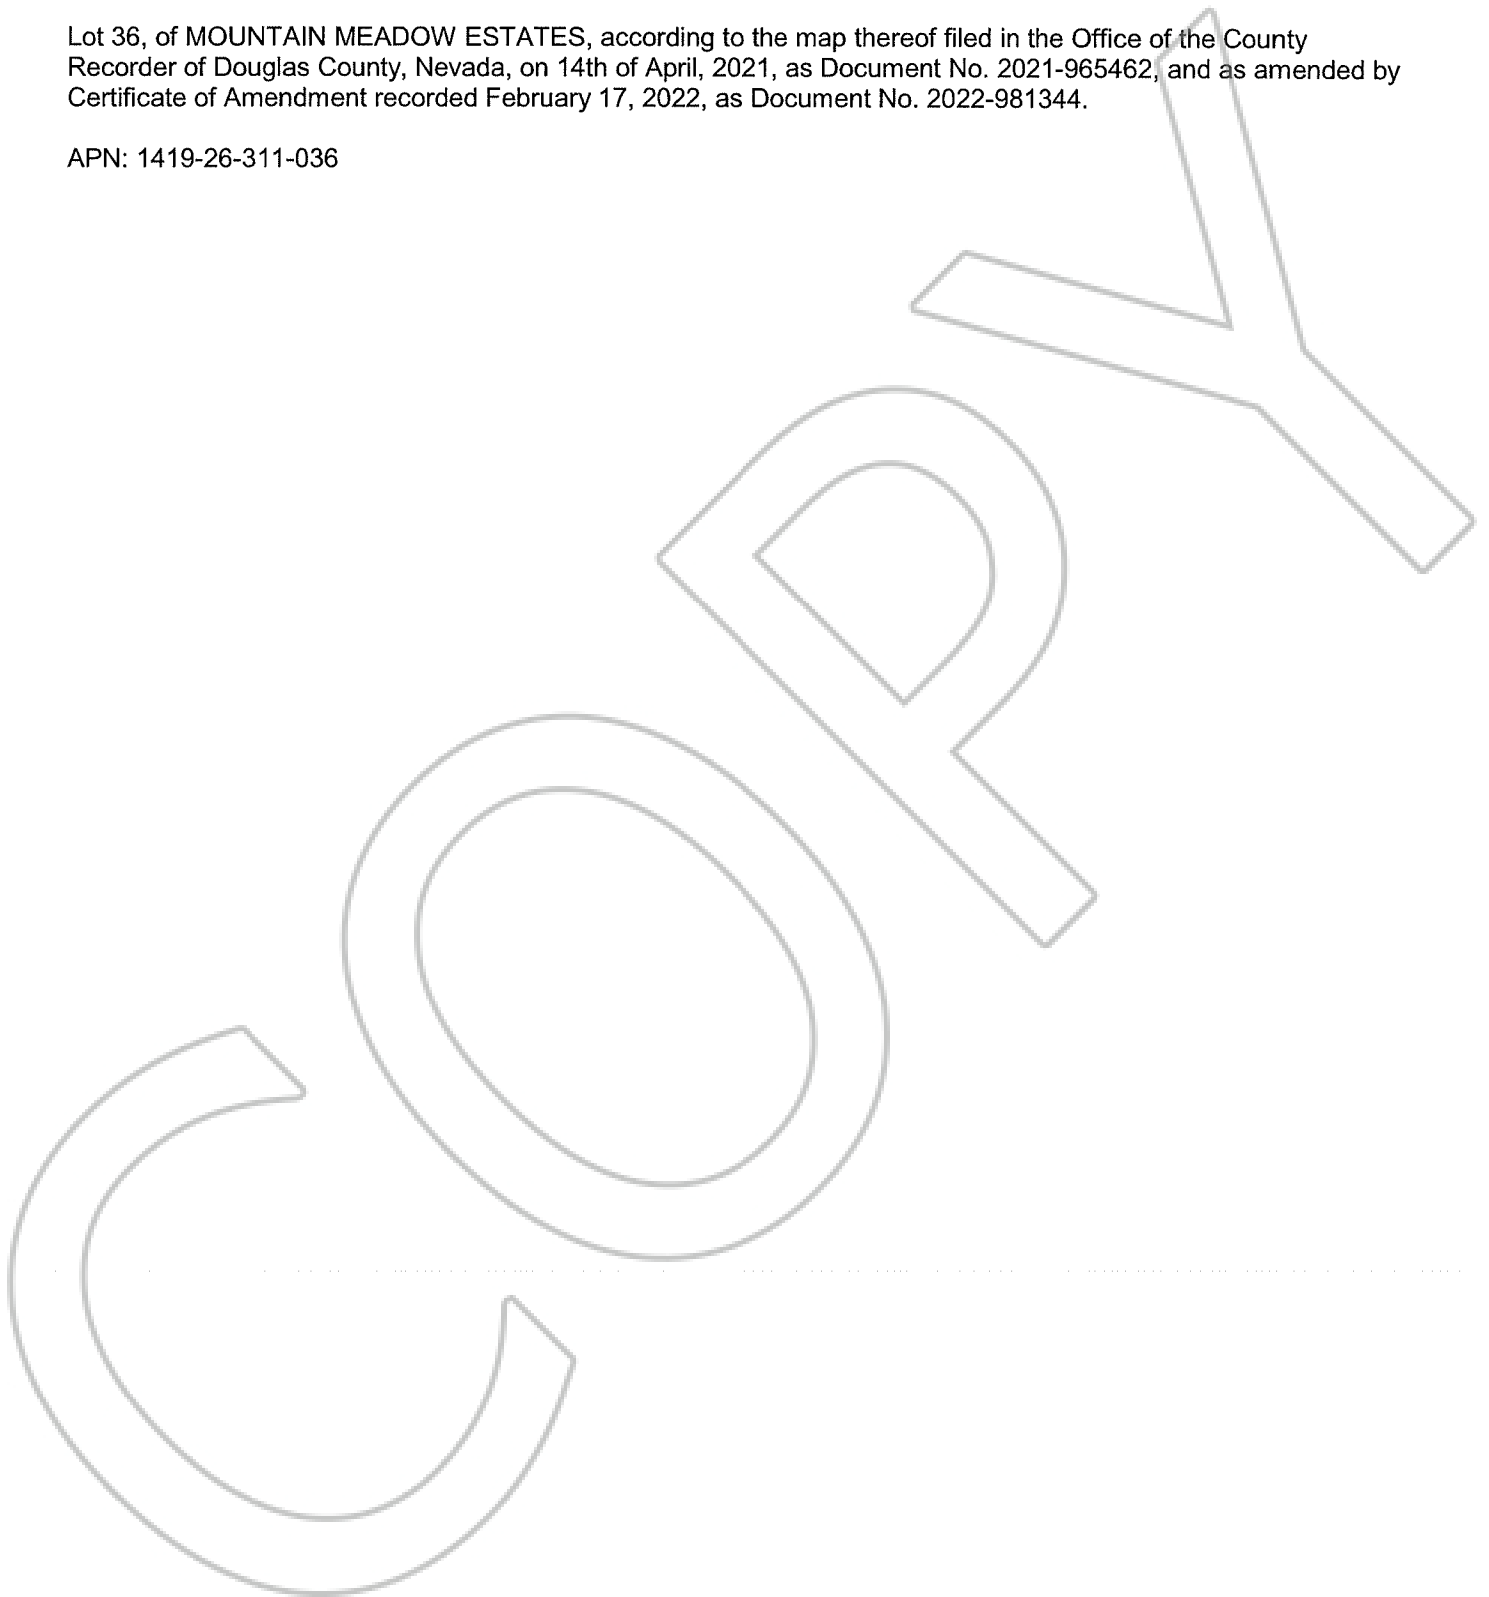 Lot 36, of MOUNTAIN MEADOW ESTATES, according to the map thereof filed in the Office of the County
Recorder of Douglas County, Nevada, on 14th of April, 2021, as Document No. 2021-965462, and as amended by
Certificate of Amendment recorded February 17, 2022, as Document No. 2022-981344.
APN: 1419-26-311-036
COPY